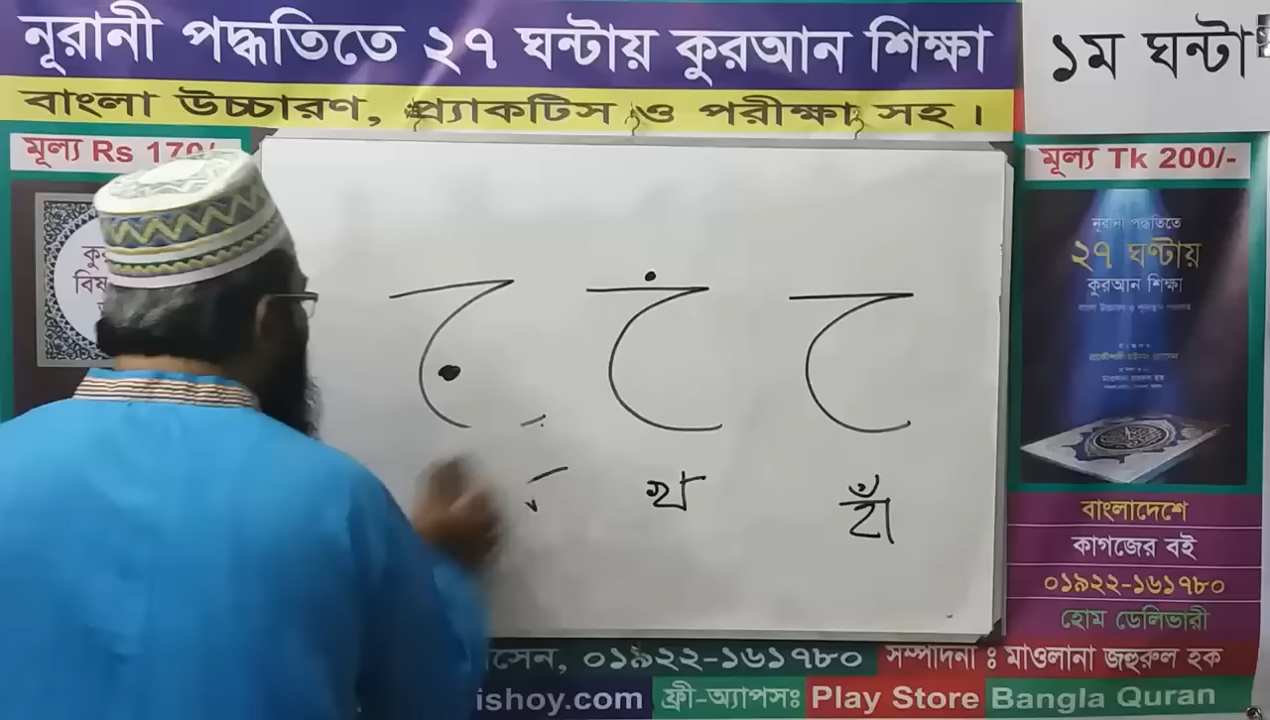 নূরানী পদ্ধতিতে ২৭ ঘন্টায় কুরআন শিক্ষা
১ম ঘন্টা
বাংলা উচ্চারণ, প্র্যাকটিস ও পরীক্ষা সহ।
মূল্য Rs 170/-
মূল্য Tk 200/-
নূরানী পদ্ধতিতে
২৭ ঘণ্টায়
কুরআন শিক্ষা
ج خ ح
খ হাঁ
বাংলাদেশে
কাগজের বই
০১৯২২-১৬১৭৮০
হোম ডেলিভারী
সেন, ০১৯২২-১৬১৭৮০ সম্পাদনা ঃ মাওলানা জহুরুল হক
ishoy.com ফ্রী-অ্যাপসঃ Play Store Bangla Quran